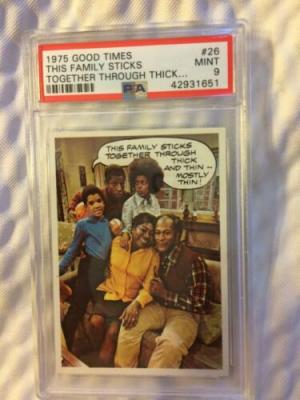 1975 GOOD TIMES #26
THIS FAMILY STICKS MINT
TOGETHER THROUGH THICK... 9
PSA 42931651
THIS FAMILY STICKS
TOGETHER THROUGH
THICK
AND THIN --
MOSTLY
THIN!